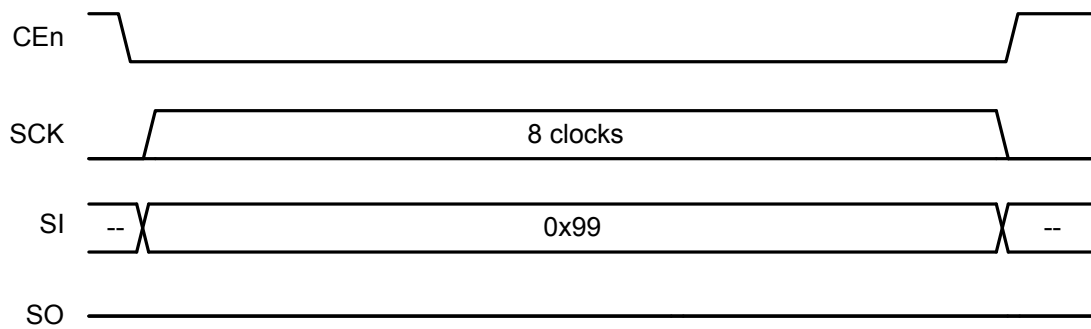 CEn
SCK
8 clocks
SI
--
0x99
--
SO